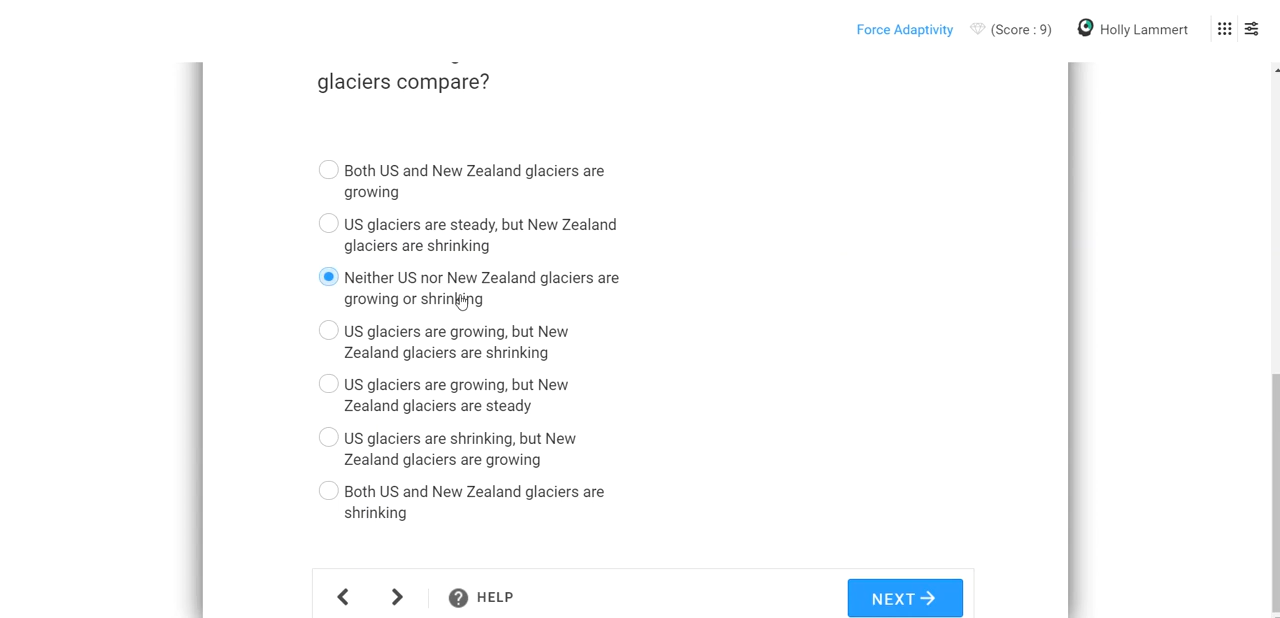 Force Adaptivity (Score : 9) Holly Lammert
glaciers compare?
Both US and New Zealand glaciers are
growing
US glaciers are steady, but New Zealand
glaciers are shrinking
Neither US nor New Zealand glaciers are
growing or shrinking
US glaciers are growing, but New
Zealand glaciers are shrinking
US glaciers are growing, but New
Zealand glaciers are steady
US glaciers are shrinking, but New
Zealand glaciers are growing
Both US and New Zealand glaciers are
shrinking
? HELP NEXT